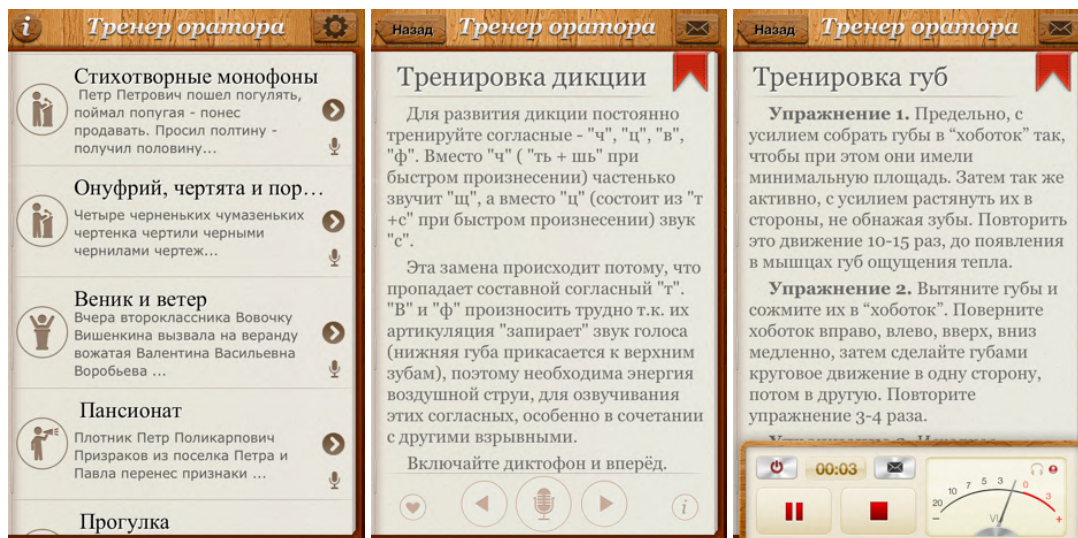 i
Тренер оратора
Стихотворные монофоны
Петр Петрович пошел погулять,
поймал попугая - понес
продавать. Просил полтину -
получил половину...
Онуфрий, чертята и пор...
Четыре черненьких чумазеньких
чертенка чертили черными
чернилами чертеж...
Веник и ветер
Вчера второклассника Вовочку
Вишенкина вызвала на веранду
вожатая Валентина Васильевна
Воробьева ...
Пансионат
Плотник Петр Поликарпович
Призраков из поселка Петра и
Павла перенес признаки ...
Прогулка
Назад
Тренер оратора
Тренировка дикции
Для развития дикции постоянно
тренируйте согласные - "ч", "ц", "в",
"ф". Вместо "ч" ( "ть + шь" при
быстром произнесении) частенько
звучит "щ", а вместо "ц" (состоит из "т
+с" при быстром произнесении) звук
"с".
Эта замена происходит потому, что
пропадает составной согласный "т".
"В" и "ф" произносить трудно т.к. их
артикуляция "запирает" звук голоса
(нижняя губа прикасается к верхним
зубам), поэтому необходима энергия
воздушной струи, для озвучивания
этих согласных, особенно в сочетании
с другими взрывными.
Включайте диктофон и вперёд.
i
Назад
Тренер оратора
Тренировка губ
Упражнение 1. Предельно, с
усилием собрать губы в “хоботок” так,
чтобы при этом они имели
минимальную площадь. Затем так же
активно, с усилием растянуть их в
стороны, не обнажая зубы. Повторить
это движение 10-15 раз, до появления
в мышцах губ ощущения тепла.
Упражнение 2. Вытяните губы и
сожмите их в “хоботок”. Поверните
хоботок вправо, влево, вверх, вниз
медленно, затем сделайте губами
круговое движение в одну сторону,
потом в другую. Повторите
упражнение 3-4 раза.
00:03
20 10 7 5 3 0 3
- VU +